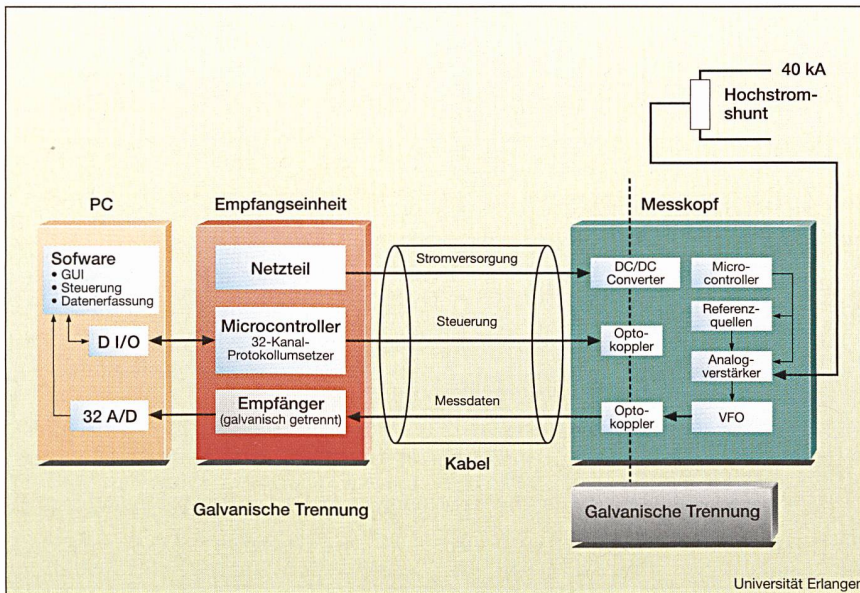 40 kA
Hochstrom-
shunt
PC
Empfangseinheit
Messkopf
Sofware
• GUI
• Steuerung
• Datenerfassung
D I/O
32 A/D
Netzteil
Microcontroller
32-Kanal-
Protokollumsetzer
Empfänger
(galvanisch getrennt)
Stromversorgung
Steuerung
Messdaten
Kabel
DC/DC
Converter
Opto-
koppler
Opto-
koppler
Micro-
controller
Referenz-
quellen
Analog-
verstärker
VFO
Galvanische Trennung
Galvanische Trennung
Universität Erlangen